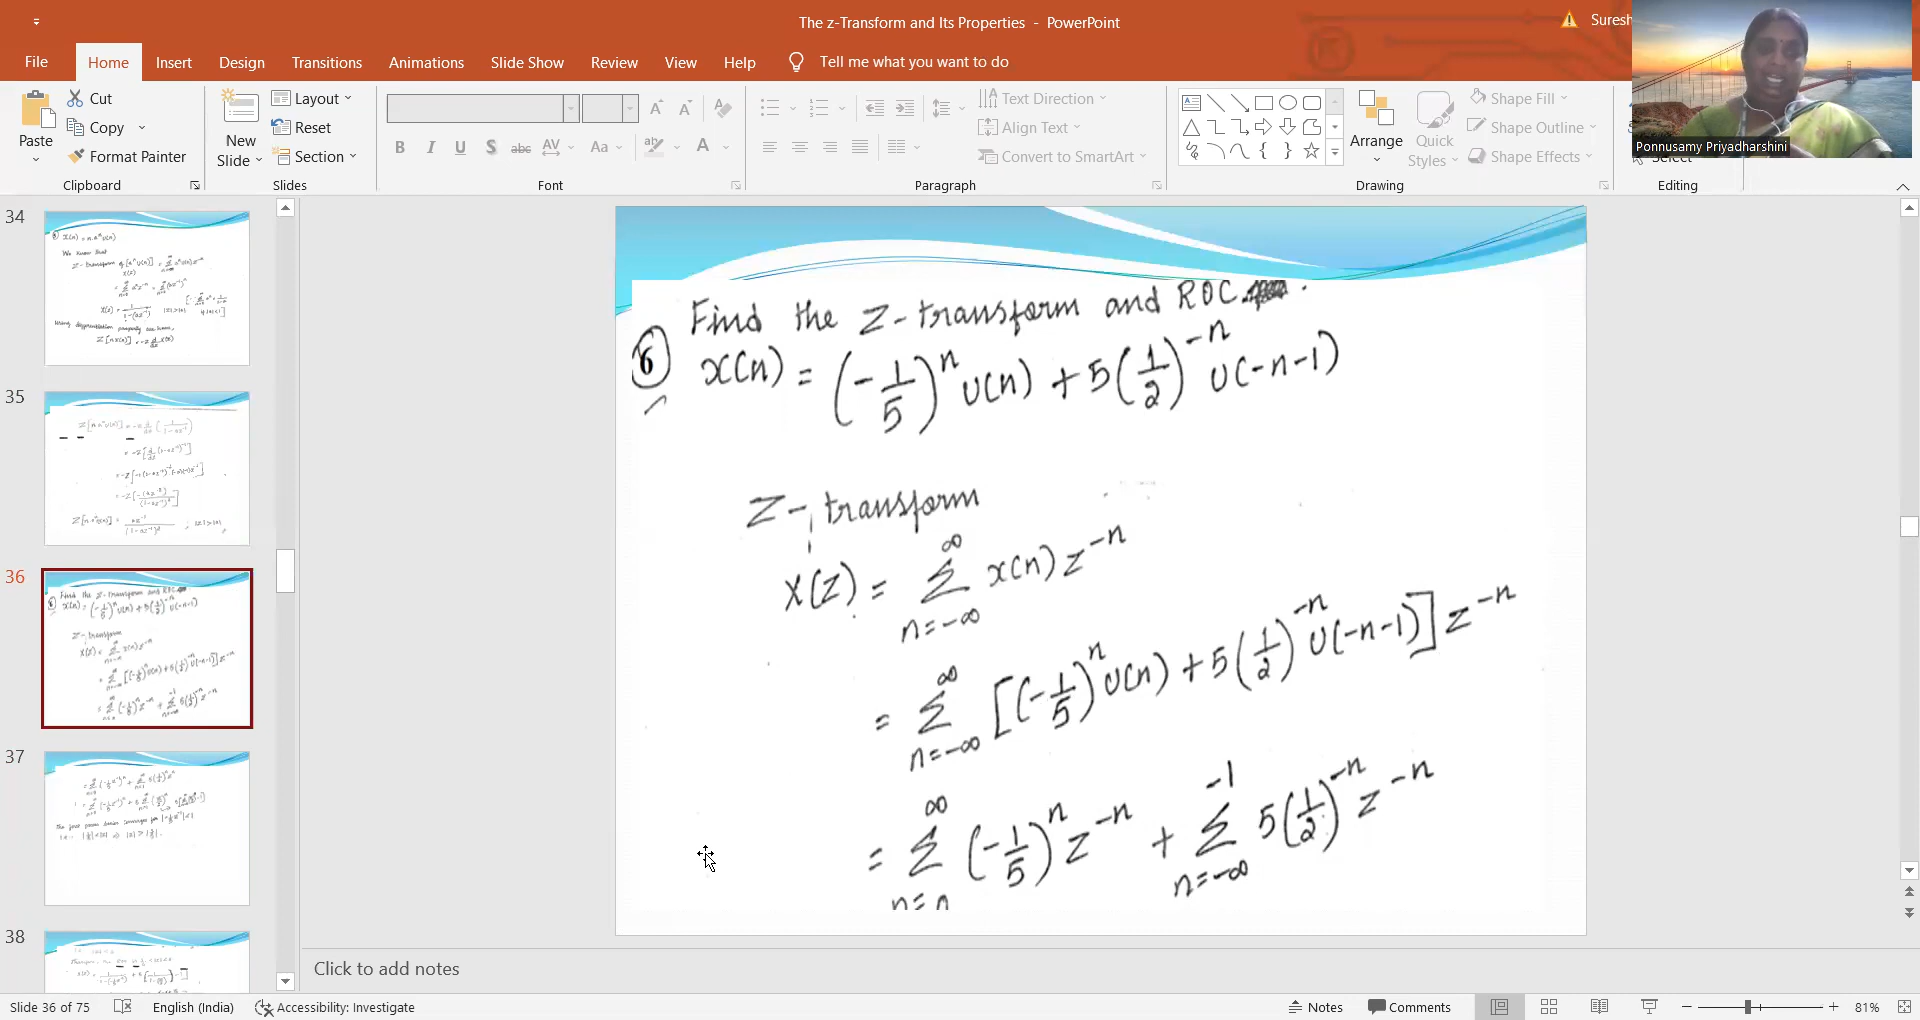 The z-Transform and Its Properties - PowerPoint
Suresh
File Home Insert Design Transitions Animations Slide Show Review View Help Tell me what you want to do
Paste
Cut
Copy
Format Painter
Clipboard
New Slide
Layout
Reset
Section
Slides
B I U S abc AV Aa A
Font
Text Direction
Align Text
Convert to SmartArt
Paragraph
Arrange
Quick Styles
Shape Fill
Shape Outline
Shape Effects
Drawing
Select
Editing
Ponnusamy Priyadharshini
34
35
36
37
38
Find the Z-transform and ROC.
6 x(n) = (-1/5)^n U(n) + 5(1/2)^-n U(-n-1)
Z-transform
X(Z) = ∑_{n=-∞}^{∞} x(n) z^-n
= ∑_{n=-∞}^{∞} [(-1/5)^n U(n) + 5(1/2)^-n U(-n-1)] z^-n
= ∑_{n=0}^{∞} (-1/5)^n z^-n + ∑_{n=-∞}^{-1} 5(1/2)^-n z^-n
Click to add notes
Slide 36 of 75 English (India) Accessibility: Investigate Notes Comments 81%